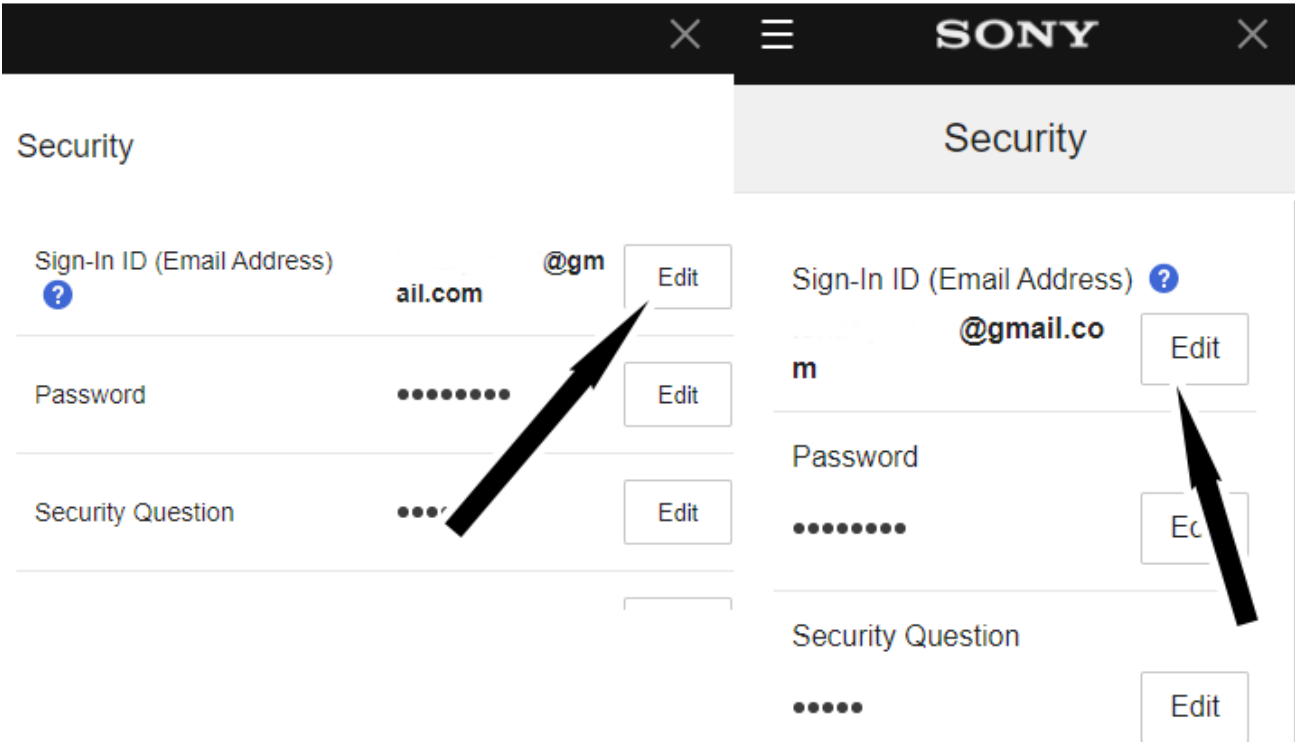 Security
Sign-In ID (Email Address)
@gm
ail.com
Edit
Password
Edit
Security Question
Edit
SONY
Security
Sign-In ID (Email Address)
@gmail.co
m
Edit
Password
Security Question
Edit